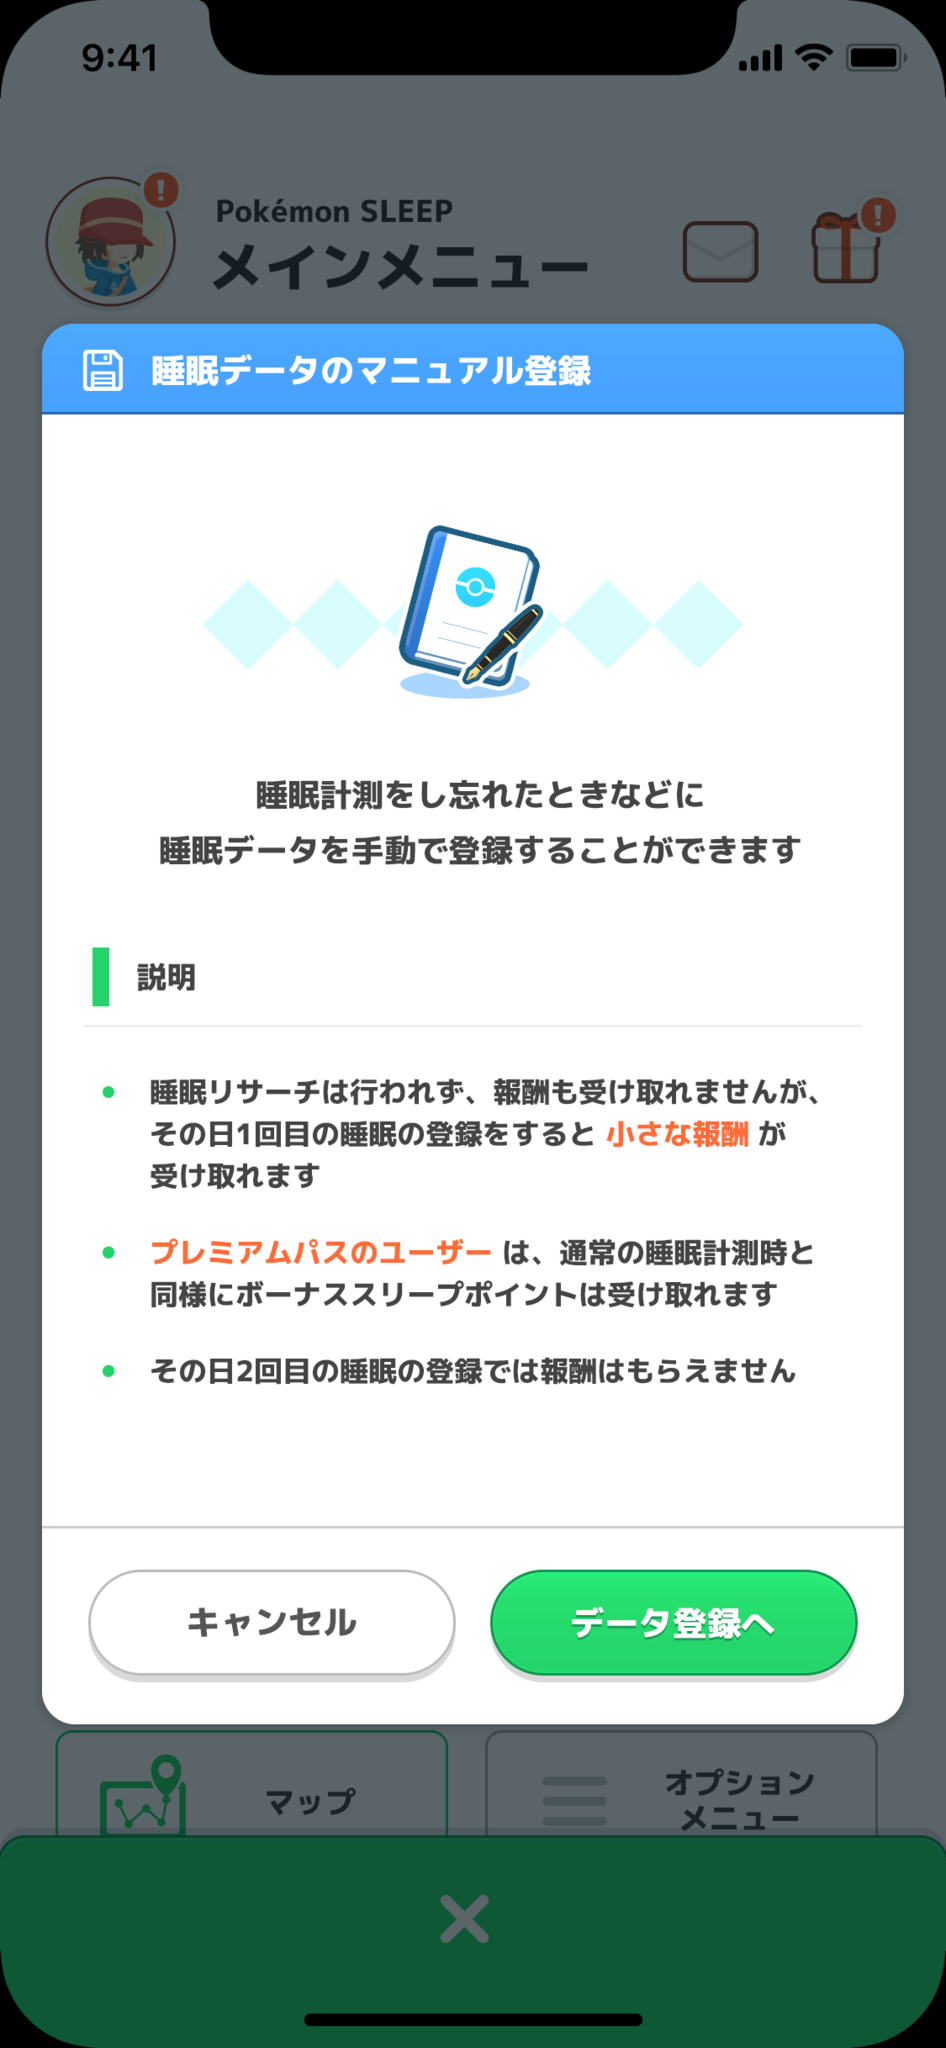 9:41
Pokémon SLEEP
メインメニュー
睡眠データのマニュアル登録
睡眠計測をし忘れたときなどに
睡眠データを手動で登録することができます
説明
睡眠リサーチは行われず、報酬も受け取れませんが、
その日1回目の睡眠の登録をすると 小さな報酬 が
受け取れます
プレミアムパスのユーザー は、通常の睡眠計測時と
同様にボーナススリープポイントは受け取れます
その日2回目の睡眠の登録では報酬はもらえません
キャンセル
データ登録へ
マップ
オプション
メニュー